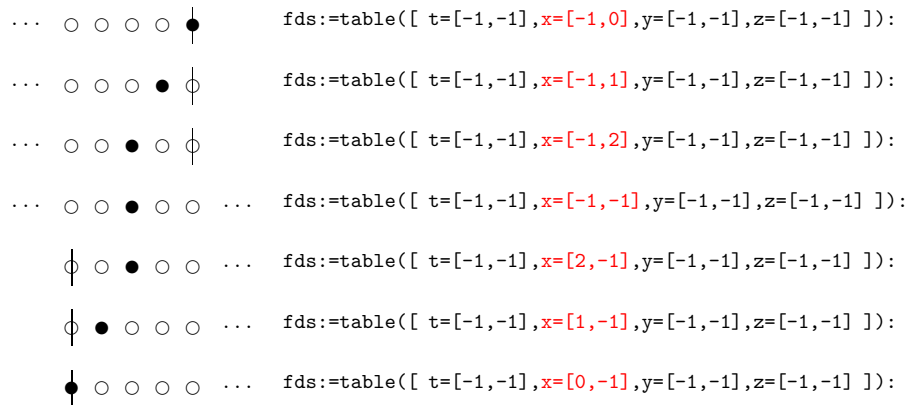 ... ○ ○ ○ ○ ● fds:=table([ t=[-1,-1],x=[-1,0],y=[-1,-1],z=[-1,-1] ]):
... ○ ○ ○ ● ○ fds:=table([ t=[-1,-1],x=[-1,1],y=[-1,-1],z=[-1,-1] ]):
... ○ ○ ● ○ ○ fds:=table([ t=[-1,-1],x=[-1,2],y=[-1,-1],z=[-1,-1] ]):
... ○ ○ ● ○ ○ ... fds:=table([ t=[-1,-1],x=[-1,-1],y=[-1,-1],z=[-1,-1] ]):
○ ○ ● ○ ○ ... fds:=table([ t=[-1,-1],x=[2,-1],y=[-1,-1],z=[-1,-1] ]):
○ ● ○ ○ ○ ... fds:=table([ t=[-1,-1],x=[1,-1],y=[-1,-1],z=[-1,-1] ]):
● ○ ○ ○ ○ ... fds:=table([ t=[-1,-1],x=[0,-1],y=[-1,-1],z=[-1,-1] ]):